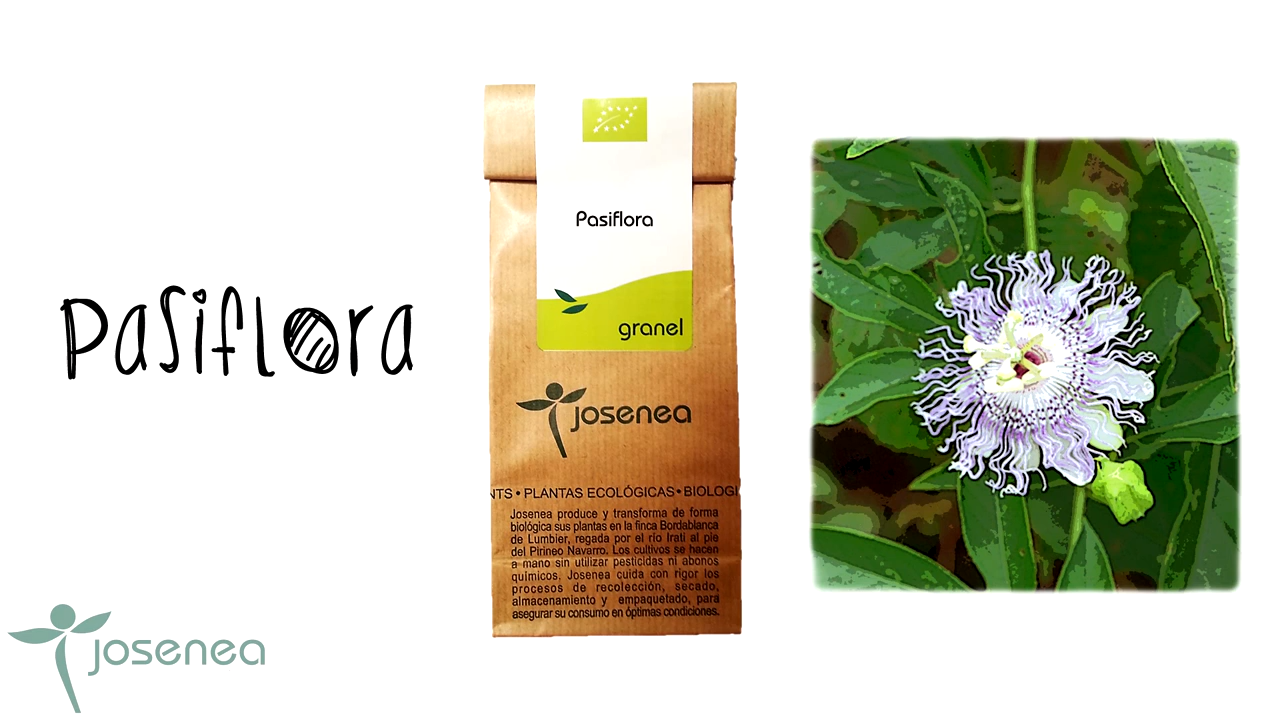 Pasiflora
Pasiflora
granel
josenea
NTS • PLANTAS ECOLÓGICAS • BIOLOGI
Josenea produce y transforma de forma
biológica sus plantas en la finca Bordablanca
de Lumbier, regada por el río Irati al pie
del Pirineo Navarro. Los cultivos se hacen
a mano sin utilizar pesticidas ni abonos
químicos. Josenea cuida con rigor los
procesos de recolección, secado,
almacenamiento y empaquetado, para
asegurar su consumo en óptimas condiciones.
josenea